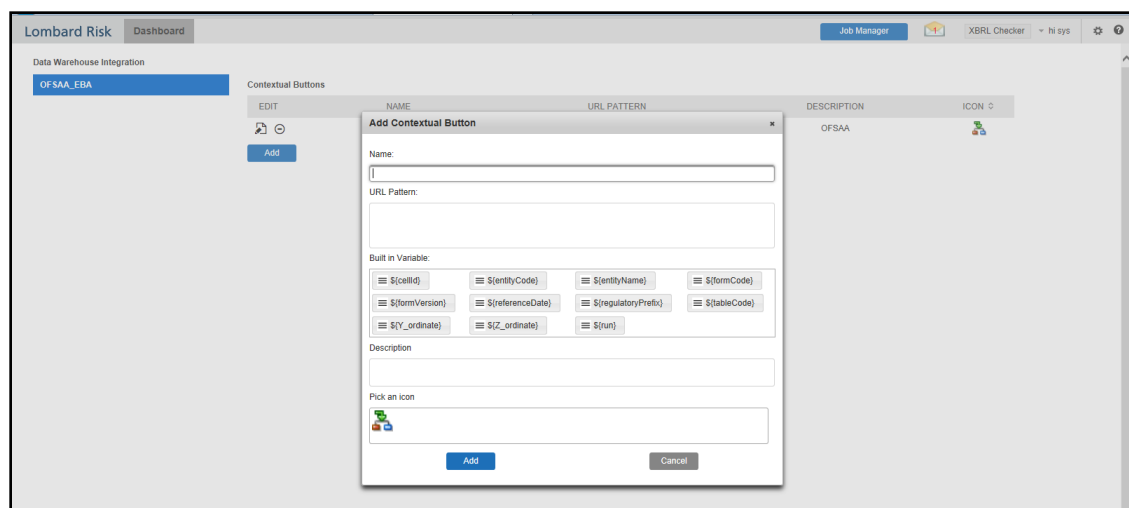 Lombard Risk Dashboard Job Manager XBRL Checker hi sys
Data Warehouse Integration
OFSAA_EBA
Contextual Buttons
EDIT NAME URL PATTERN DESCRIPTION ICON
OFSAA
Add
Add Contextual Button x
Name:
URL Pattern:
Built in Variable:
${cellId} ${entityCode} ${entityName} ${formCode}
${formVersion} ${referenceDate} ${regulatoryPrefix} ${tableCode}
${Y_ordinate} ${Z_ordinate} ${run}
Description
Pick an icon
Add Cancel